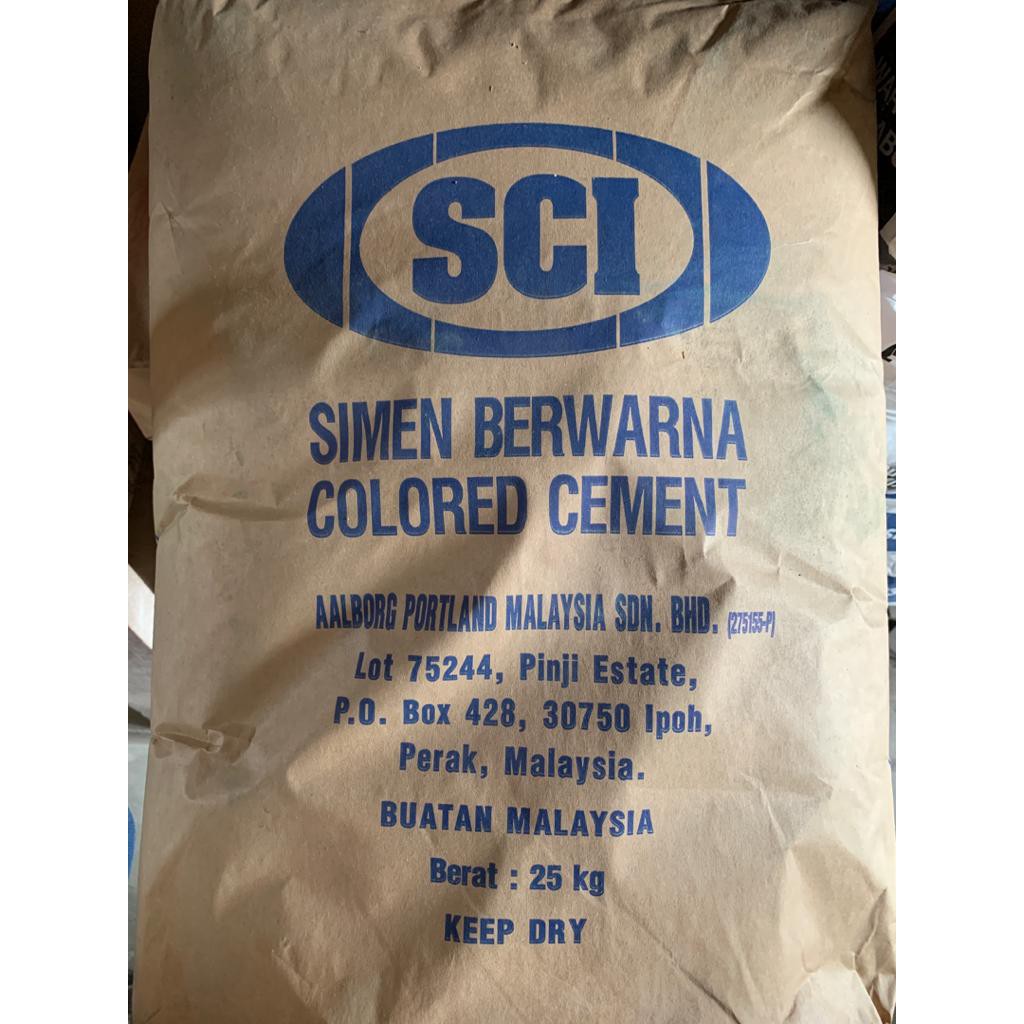 SCI
SIMEN BERWARNA
COLORED CEMENT
AALBORG PORTLAND MALAYSIA SDN. BHD. (275155-P)
Lot 75244, Pinji Estate,
P.O. Box 428, 30750 Ipoh,
Perak, Malaysia.
BUATAN MALAYSIA
Berat : 25 kg
KEEP DRY